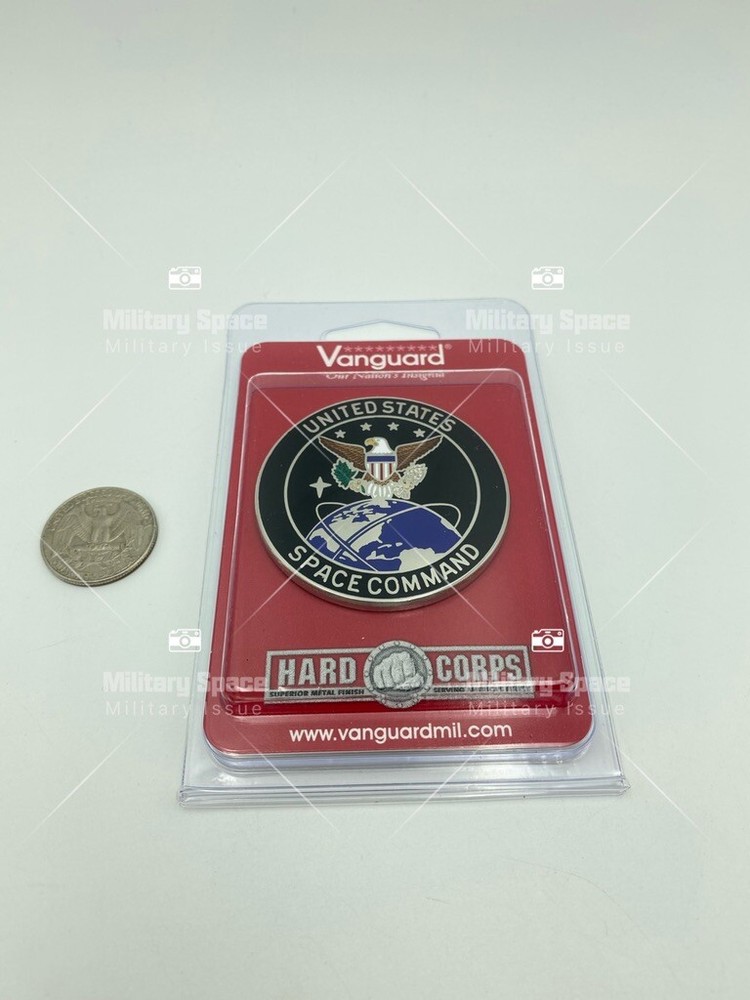 Military Space
Military Issue
Military Space
Military Issue
Vanguard®
Our Nation's Insignia
UNITED STATES
SPACE COMMAND
HARD CORPS
SUPERIOR METAL FINISH
SERVING
www.vanguardmil.com
Military Space
Military Issue
Military Space
Military Issue